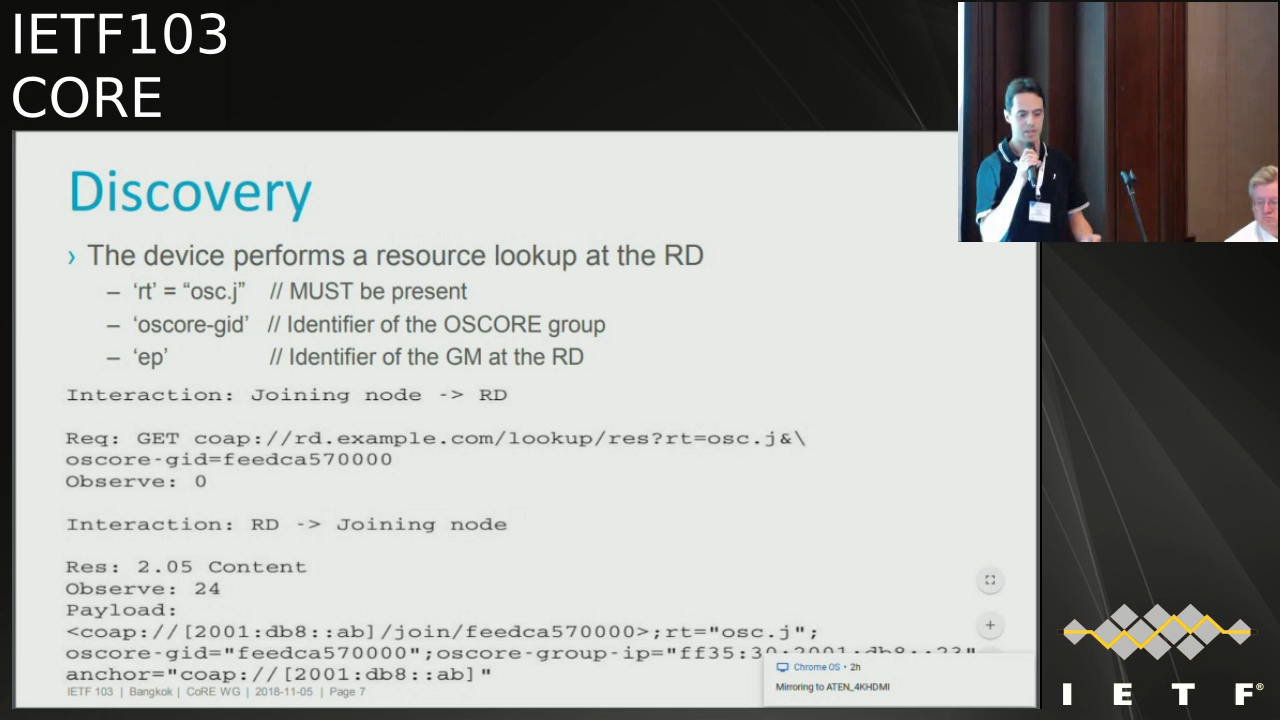 IETF103
CORE
Discovery
› The device performs a resource lookup at the RD
– ‘rt’ = “osc.j” // MUST be present
– ‘oscore-gid’ // Identifier of the OSCORE group
– ‘ep’ // Identifier of the GM at the RD
Interaction: Joining node -> RD
Req: GET coap://rd.example.com/lookup/res?rt=osc.j&\
oscore-gid=feedca570000
Observe: 0
Interaction: RD -> Joining node
Res: 2.05 Content
Observe: 24
Payload:
<coap://[2001:db8::ab]/join/feedca570000>;rt="osc.j";
oscore-gid="feedca570000";oscore-group-ip="ff35:30:2001:db8::23"
anchor="coap://[2001:db8::ab]"
IETF 103 | Bangkok | CoRE WG | 2018-11-05 | Page 7
Chrome OS • 2h
Mirroring to ATEN_4KHDMI
I E T F®